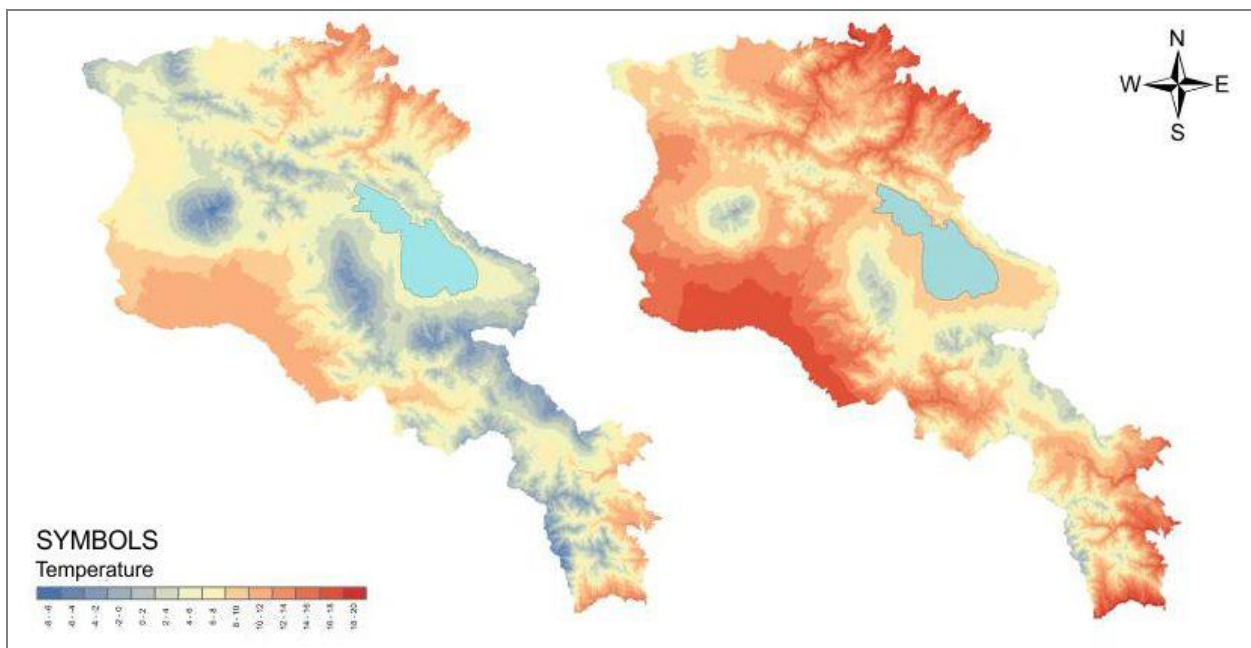 N
W E
S
SYMBOLS
Temperature
-8 - -6 -6 - -4 -4 - -2 -2 - 0 0 - 2 2 - 4 4 - 6 6 - 8 8 - 10 10 - 12 12 - 14 14 - 16 16 - 18 18 - 20